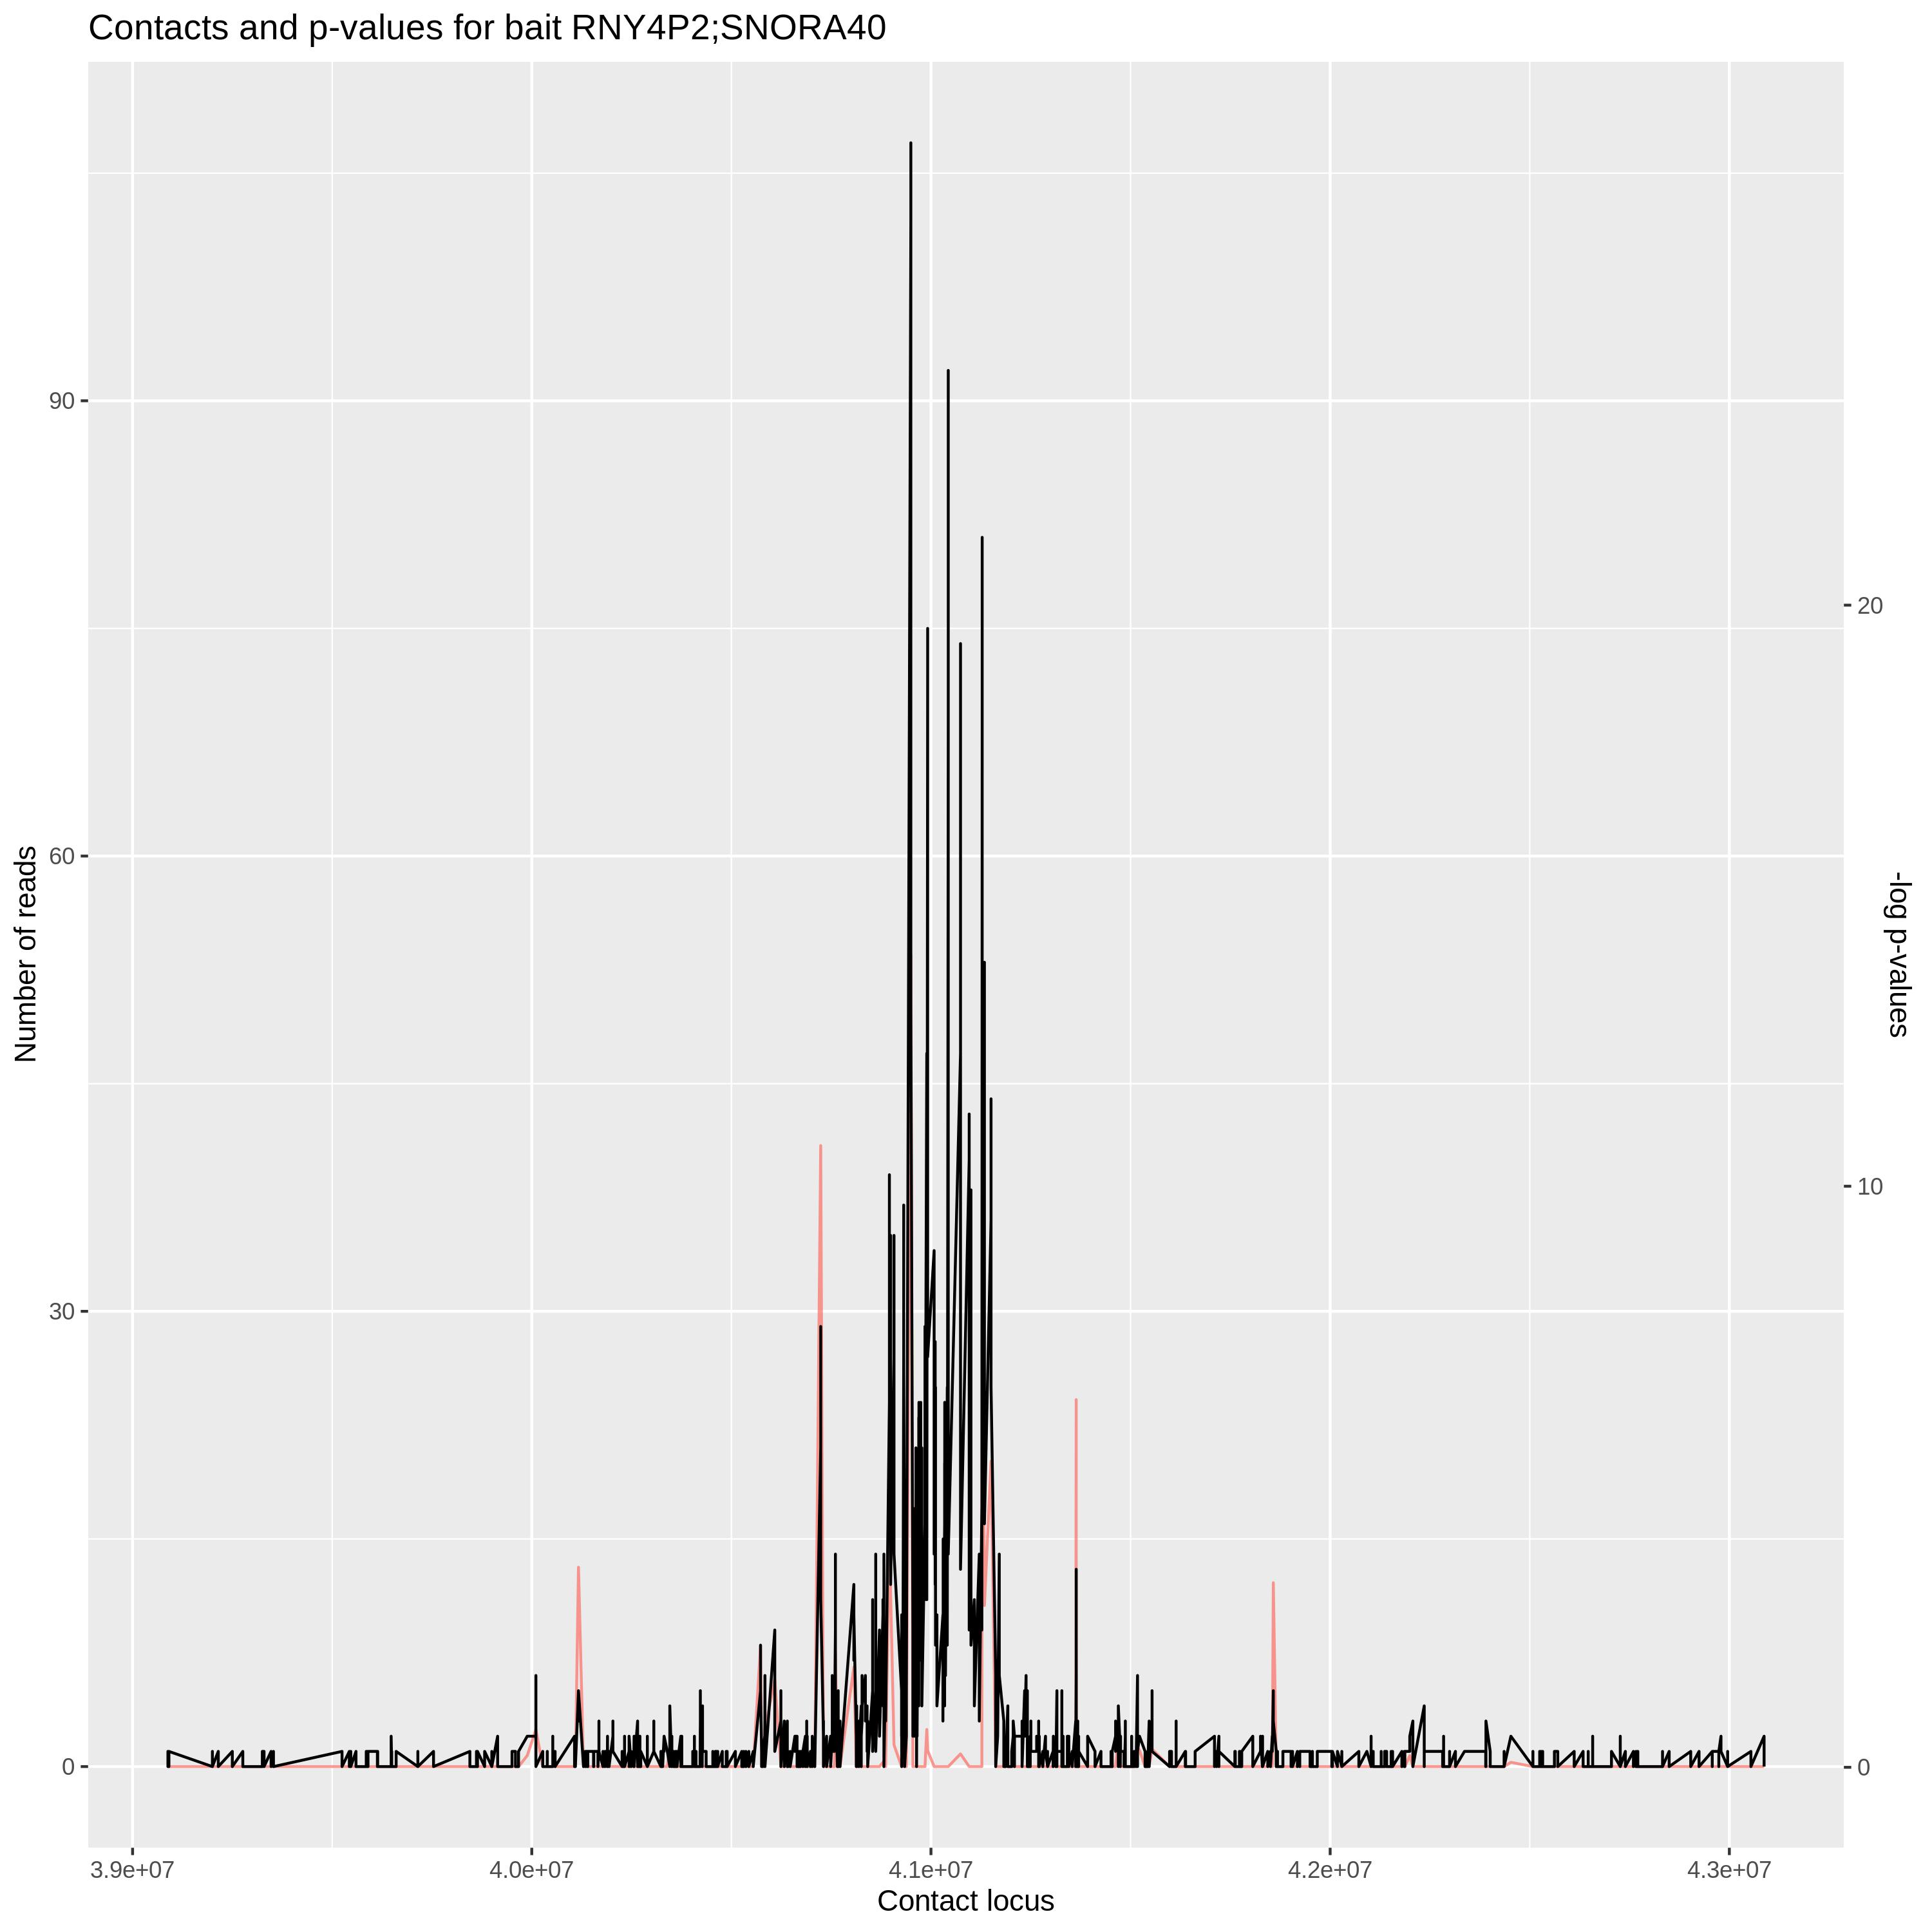 Contacts and p-values for bait RNY4P2;SNORA40
90
60
30
0
Number of reads
20
10
0
-log p-values
3.9e+07
4.0e+07
4.1e+07
4.2e+07
4.3e+07
Contact locus